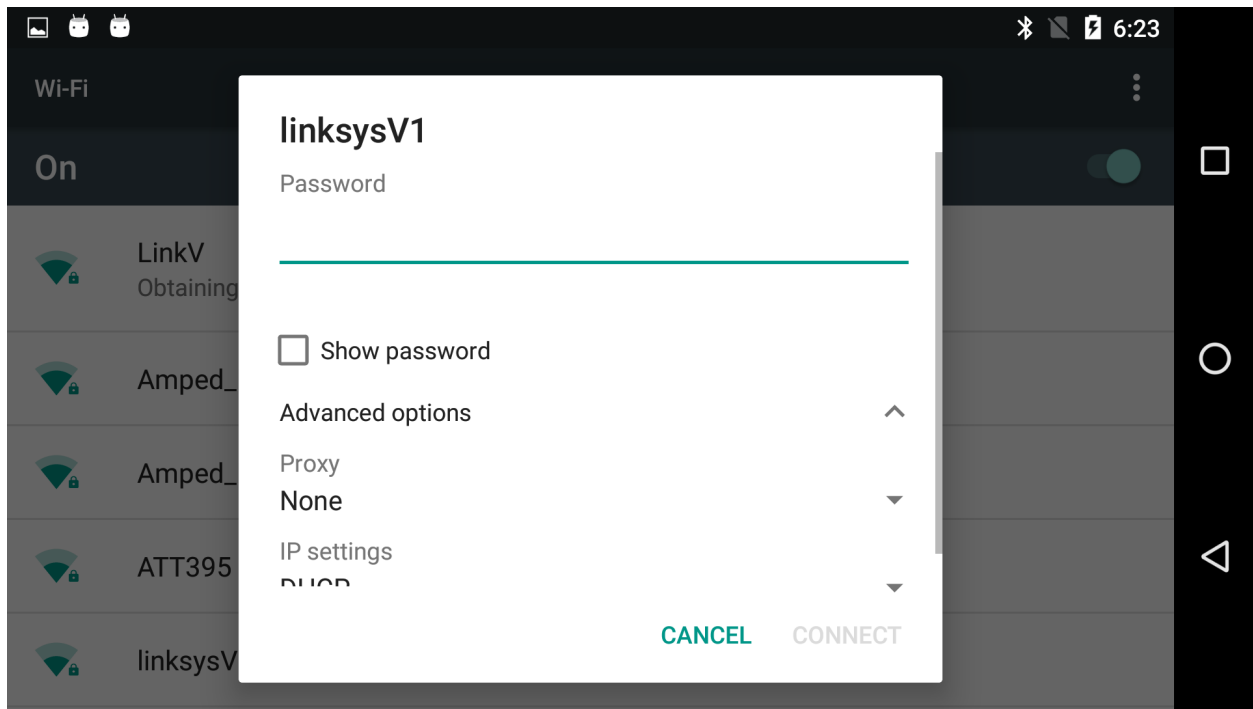 6:23
Wi-Fi
On
LinkV
Obtaining
Amped_
Amped_
ATT395
linksysV
linksysV1
Password
Show password
Advanced options
Proxy
None
IP settings
DHCP
CANCEL CONNECT